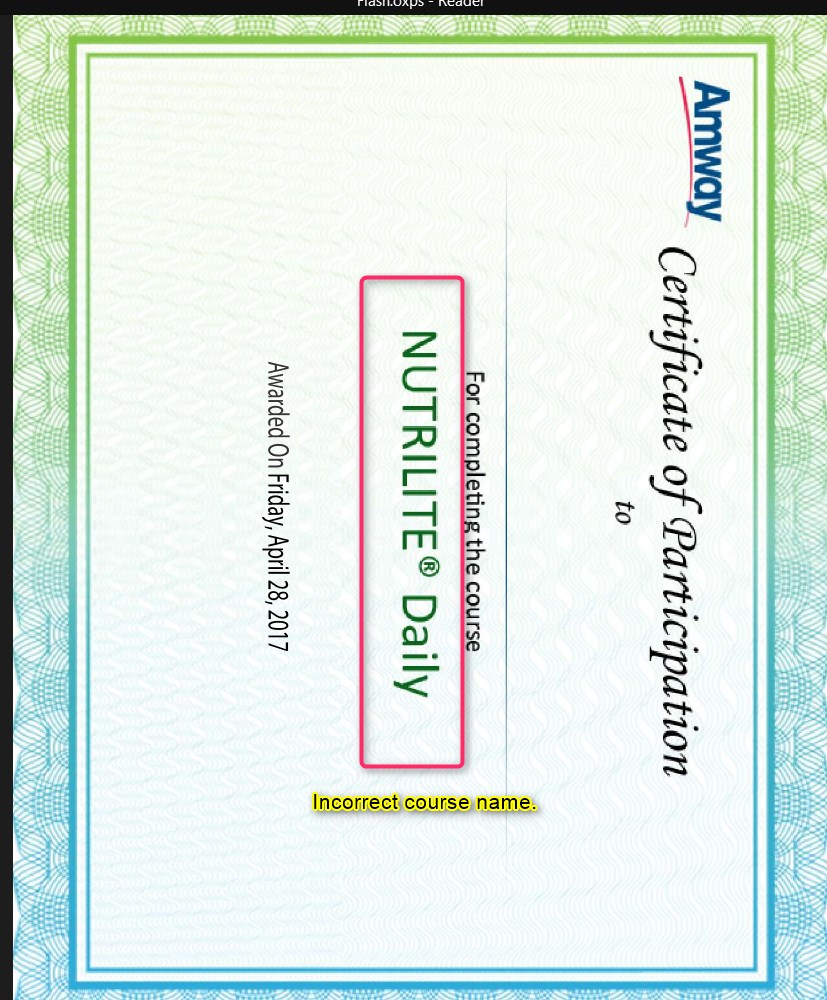 Flash.oxps - Reader
Amway
Certificate of Participation
to
For completing the course
NUTRILITE® Daily
Awarded On Friday, April 28, 2017
Incorrect course name.